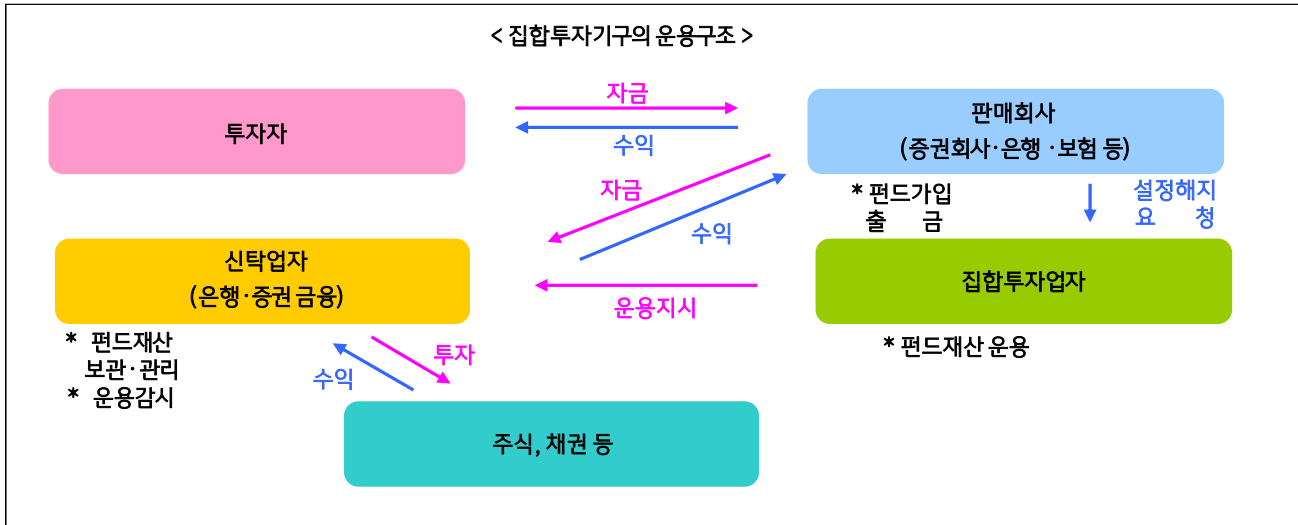 < 집합투자기구의 운용구조 >
투자자
자금
수익
판매회사
(증권회사·은행 ·보험 등)
* 펀드가입
출 금
설정해지
요 청
자금
수익
신탁업자
(은행·증권 금융)
운용지시
집합투자업자
* 펀드재산
보관·관리
* 운용감시
* 펀드재산 운용
투자
수익
주식, 채권 등